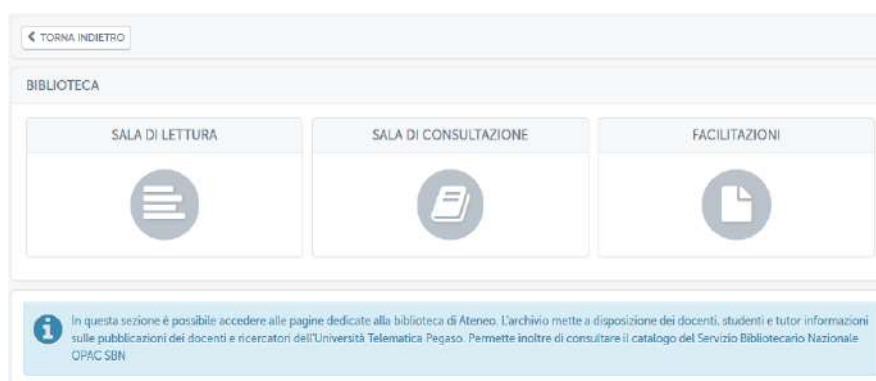 TORNA INDIETRO
BIBLIOTECA
SALA DI LETTURA
SALA DI CONSULTAZIONE
FACILITAZIONI
In questa sezione è possibile accedere alle pagine dedicate alla biblioteca di Ateneo. L'archivio mette a disposizione dei docenti, studenti e tutor informazioni
sulle pubblicazioni dei docenti e ricercatori dell'Università Telematica Pegaso. Permette inoltre di consultare il catalogo del Servizio Bibliotecario Nazionale
OPAC SBN